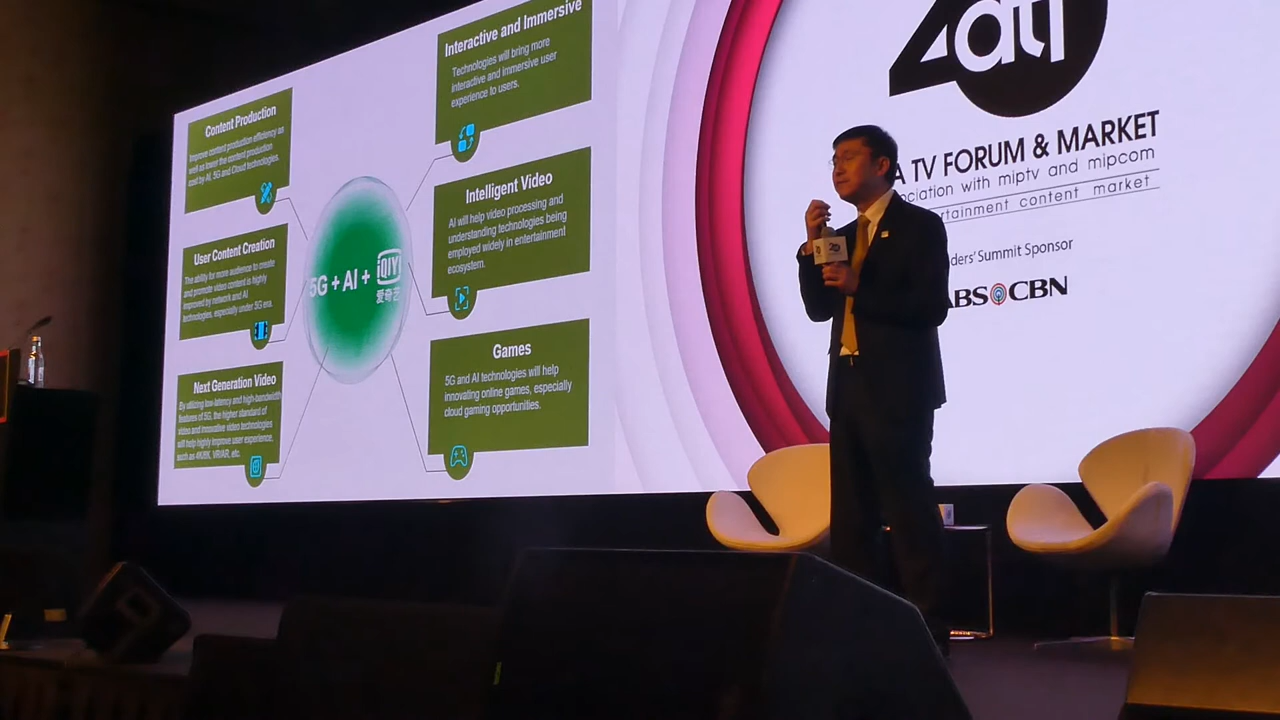 Content Production
Improve content production efficiency as
well as lower the content production
cost by AI, 5G and Cloud technologies.
User Content Creation
The ability for more audience to create
and promote video content is highly
improved by network and AI
technologies, especially under 5G era.
Next Generation Video
By utilizing low-latency and high-bandwidth
features of 5G, the higher standard of
video and innovative video technologies
will help highly improve user experience,
such as 4K/8K, VR/AR, etc.
5G + AI +
iQIYI
爱奇艺
Interactive and Immersive
Technologies will bring more
Interactive and Immersive user
experience to users.
Intelligent Video
AI will help video processing and
understanding technologies being
employed widely in entertainment
ecosystem.
Games
5G and AI technologies will help
innovating online games, especially
cloud gaming opportunities.
atf
A TV FORUM & MARKET
ociation with miptv and mipcom
rtainment content market
ders' Summit Sponsor
ABS CBN
20